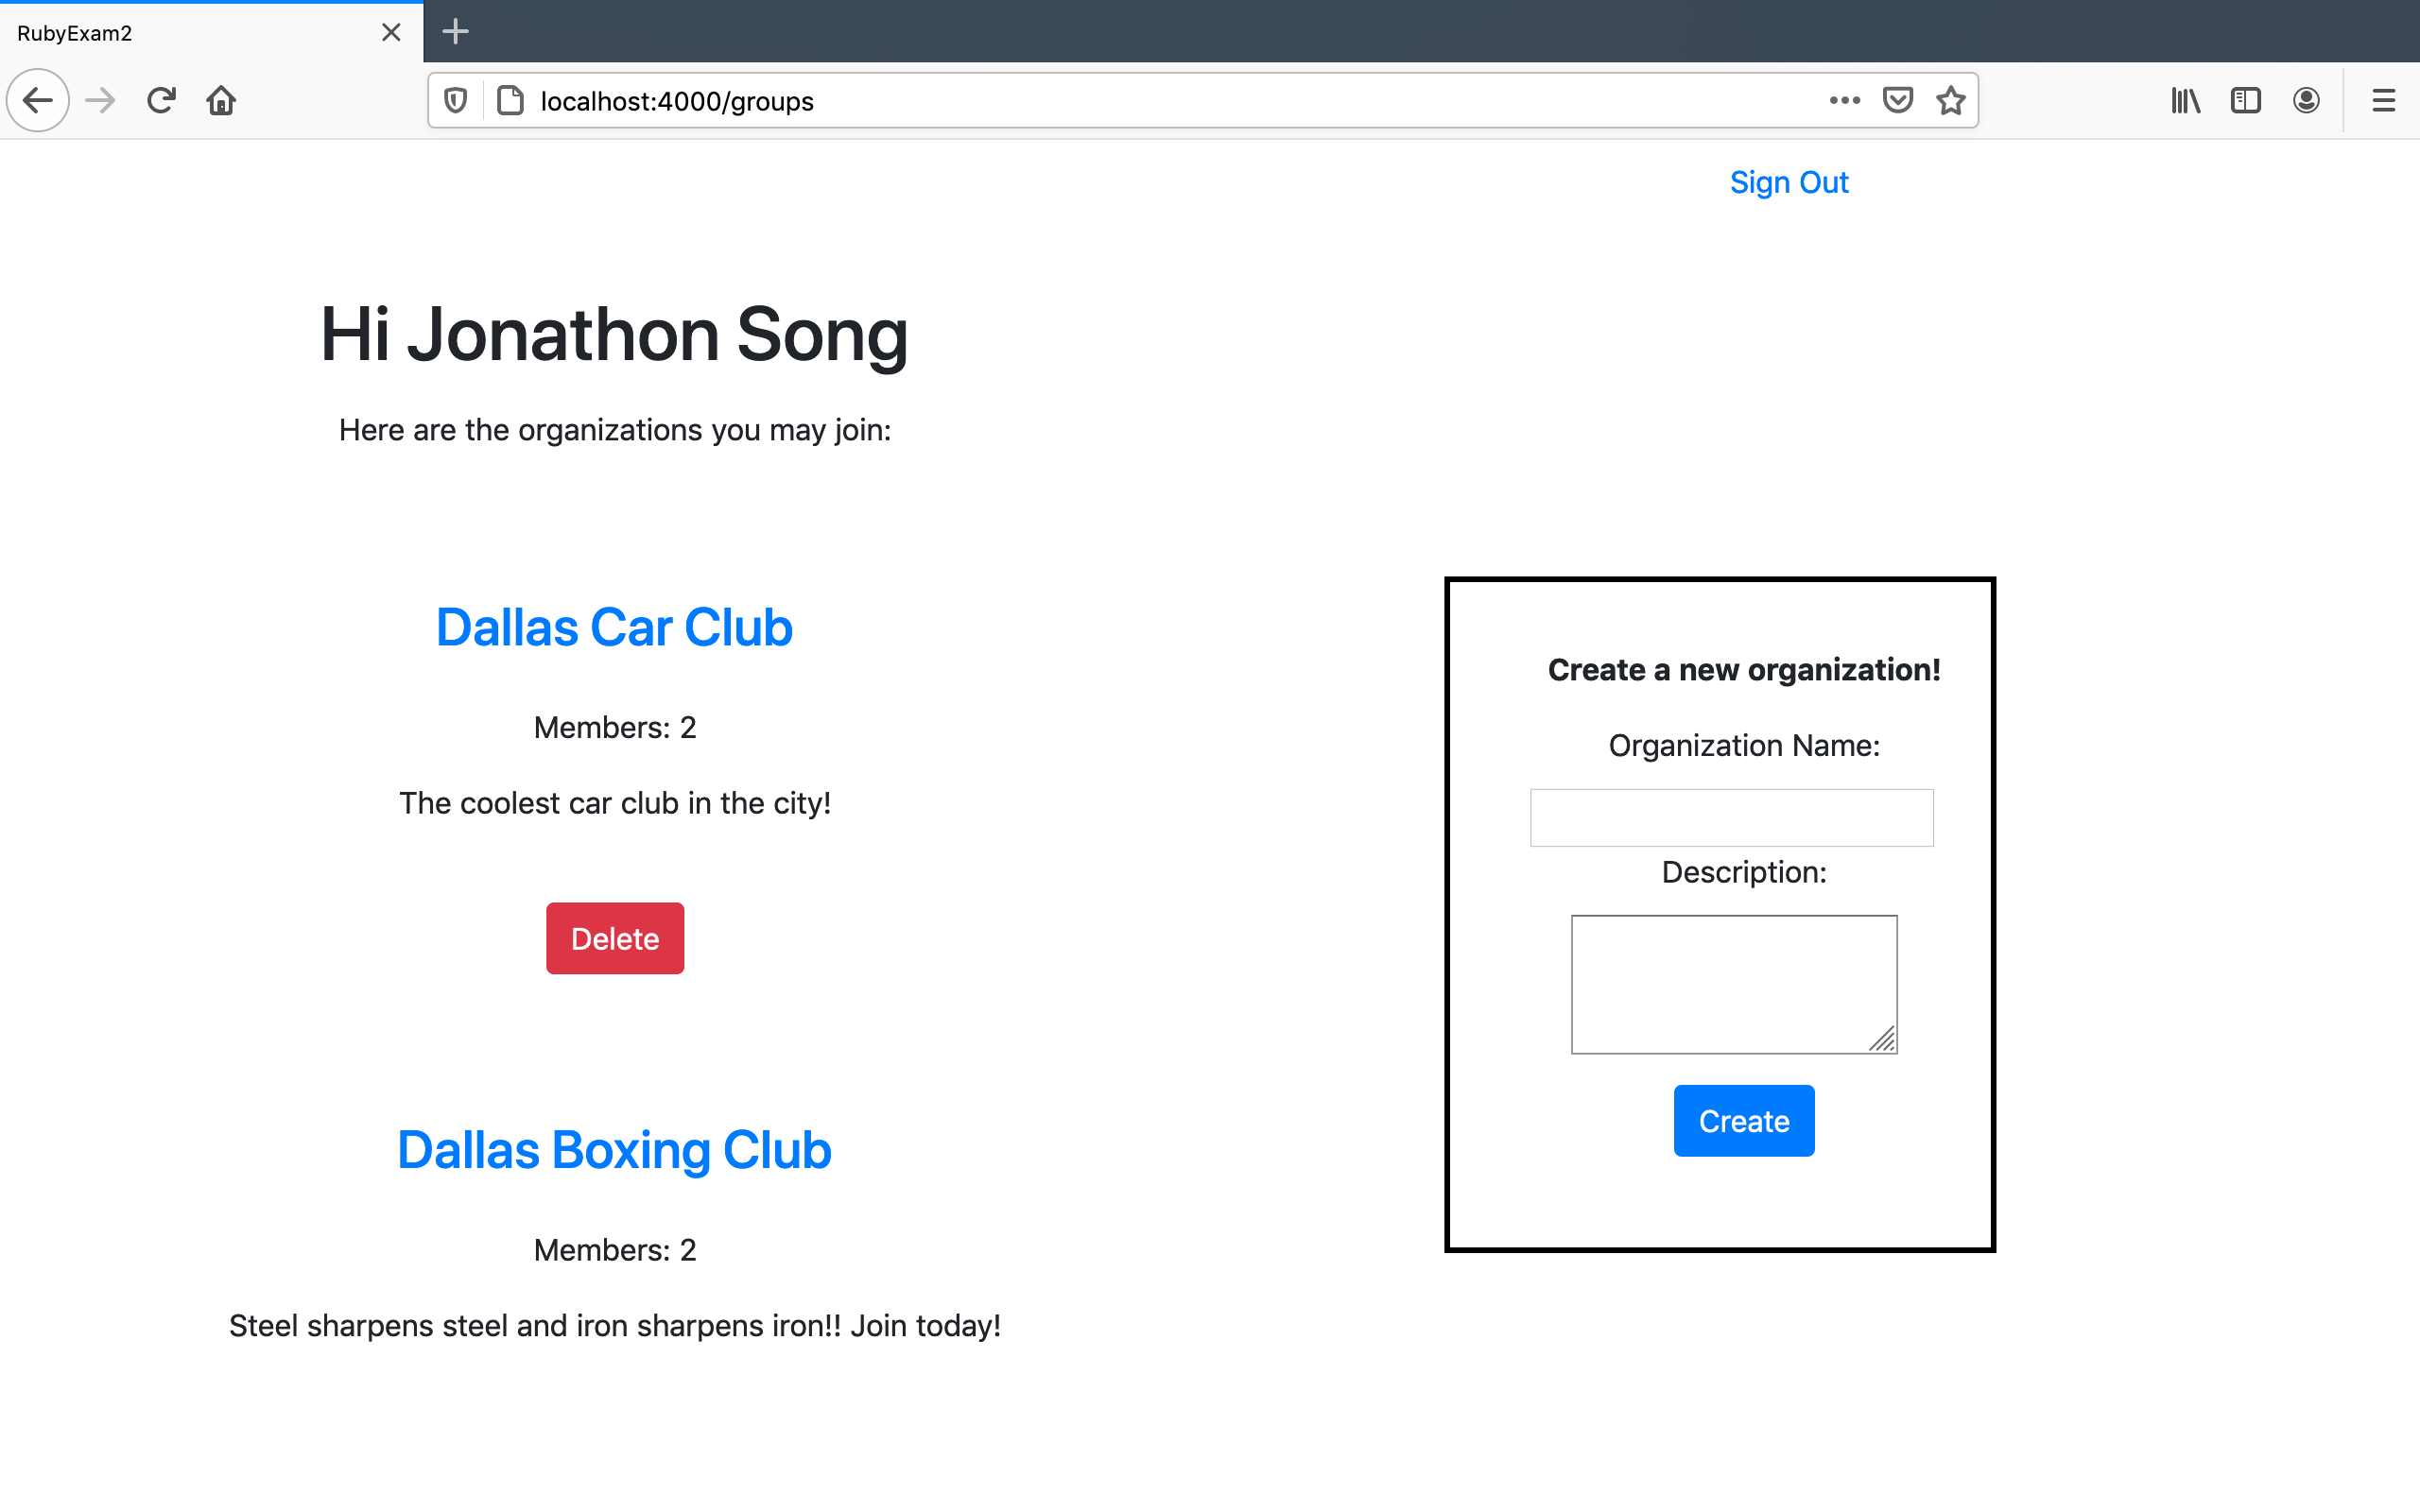 RubyExam2
localhost:4000/groups
Sign Out
Hi Jonathon Song
Here are the organizations you may join:
Dallas Car Club
Members: 2
The coolest car club in the city!
Delete
Dallas Boxing Club
Members: 2
Steel sharpens steel and iron sharpens iron!! Join today!
Create a new organization!
Organization Name:
Description:
Create